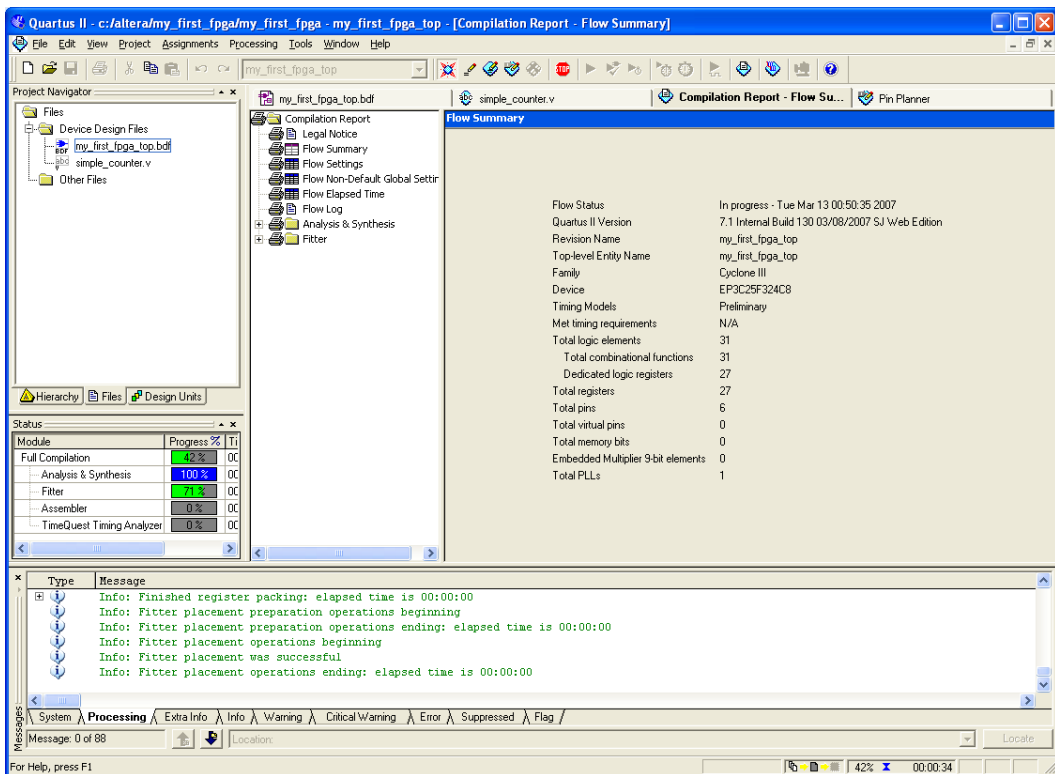 Quartus II - c:/altera/my_first_fpga/my_first_fpga - my_first_fpga_top - [Compilation Report - Flow Summary]
File Edit View Project Assignments Processing Tools Window Help
my_first_fpga_top
STOP
Project Navigator
Files
Device Design Files
BDF my_first_fpga_top.bdf
abc simple_counter.v
Other Files
Hierarchy Files Design Units
Status
Module Progress % Ti
Full Compilation 42 % 00
Analysis & Synthesis 100 % 00
Fitter 71 % 00
Assembler 0 % 00
TimeQuest Timing Analyzer 0 % 00
my_first_fpga_top.bdf
abc simple_counter.v
Compilation Report - Flow Su...
Pin Planner
Compilation Report
Legal Notice
Flow Summary
Flow Settings
Flow Non-Default Global Settir
Flow Elapsed Time
Flow Log
Analysis & Synthesis
Fitter
Flow Summary
Flow Status In progress - Tue Mar 13 00:50:35 2007
Quartus II Version 7.1 Internal Build 130 03/08/2007 SJ Web Edition
Revision Name my_first_fpga_top
Top-level Entity Name my_first_fpga_top
Family Cyclone III
Device EP3C25F324C8
Timing Models Preliminary
Met timing requirements N/A
Total logic elements 31
Total combinational functions 31
Dedicated logic registers 27
Total registers 27
Total pins 6
Total virtual pins 0
Total memory bits 0
Embedded Multiplier 9-bit elements 0
Total PLLs 1
Type Message
Info: Finished register packing: elapsed time is 00:00:00
Info: Fitter placement preparation operations beginning
Info: Fitter placement preparation operations ending: elapsed time is 00:00:00
Info: Fitter placement operations beginning
Info: Fitter placement was successful
Info: Fitter placement operations ending: elapsed time is 00:00:00
System Processing Extra Info Info Warning Critical Warning Error Suppressed Flag
Messages
Message: 0 of 88
Location:
Locate
For Help, press F1
42% 00:00:34